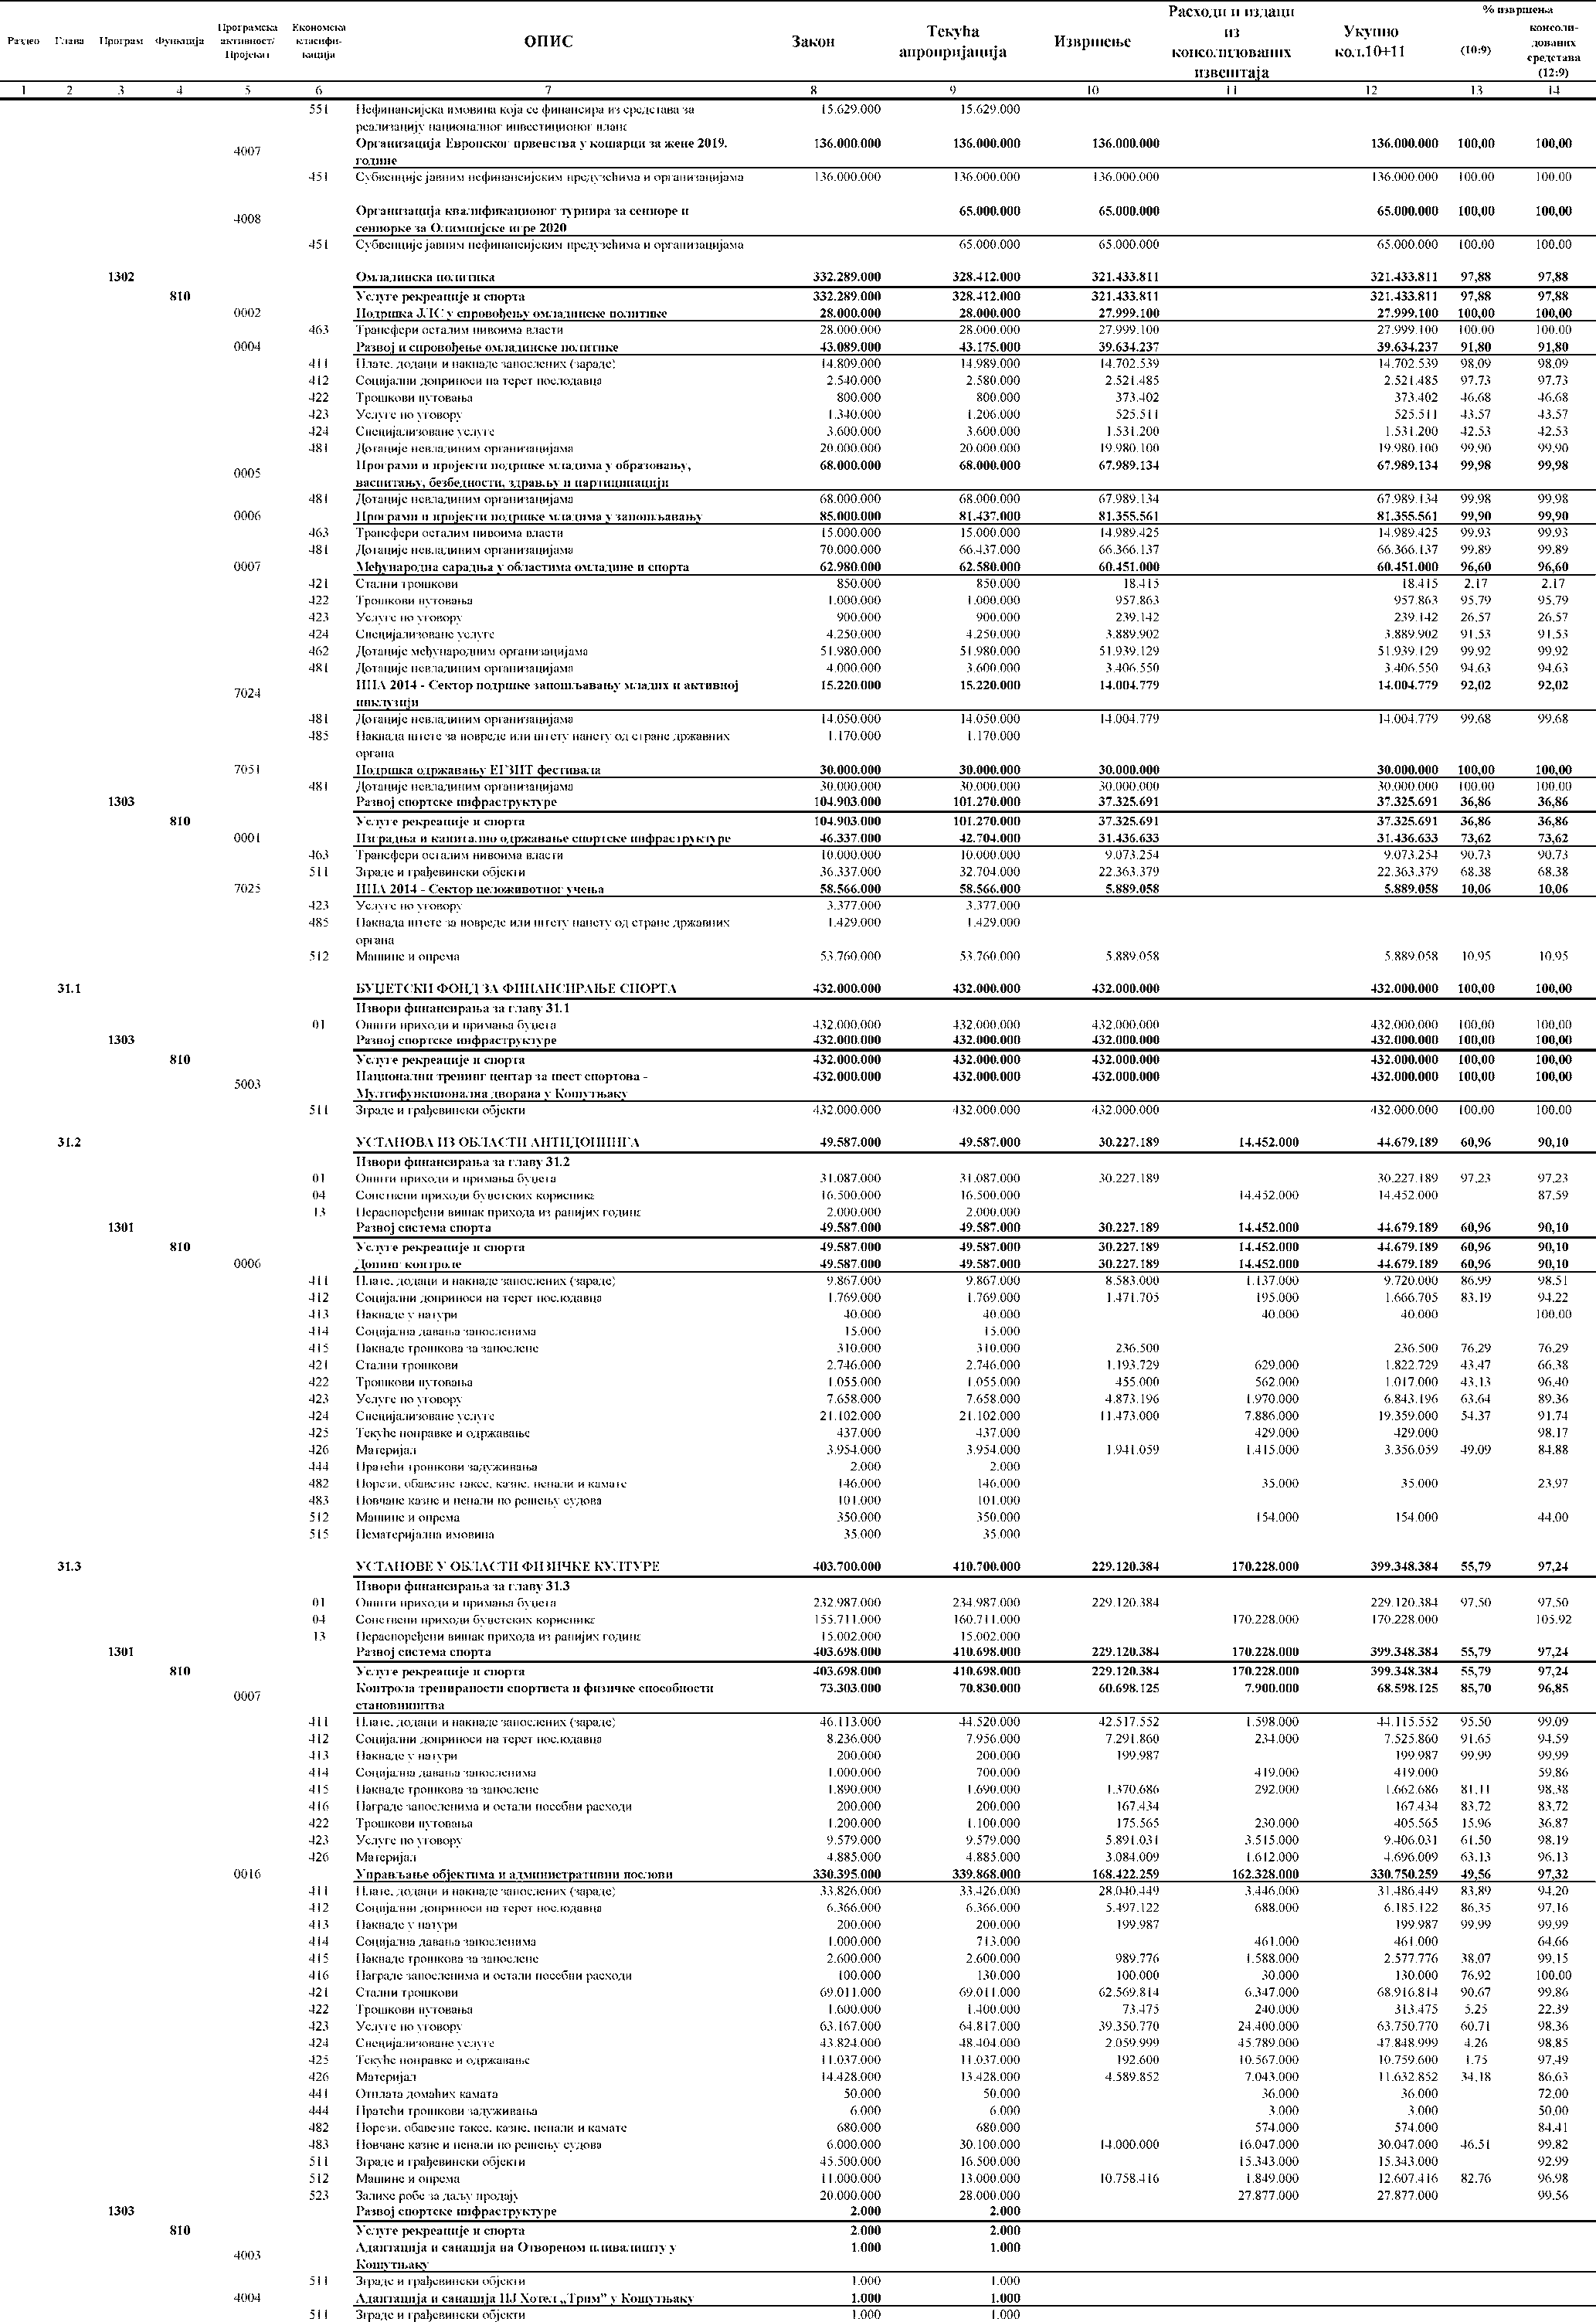 Раздео Глава Програм Функција Програмска активност/ Пројекат Економска класифи-кација ОПИС Закон Текућа апропријација Извршење Расходи и издаци из консолидованих извештаја Укупно кол.10+11 % извршења (10:9) консоли-дованих средстава (12:9)
1 2 3 4 5 6 7 8 9 10 11 12 13 14
551 Нефинансијска имовина која се финансира из средстава за 15.629.000 15.629.000
реализацију националног инвестиционог плана
4007 Организација Европског првенства у кошарци за жене 2019. 136.000.000 136.000.000 136.000.000 136.000.000 100,00 100,00
године
451 Субвенције јавним нефинансијским предузећима и организацијама 136.000.000 136.000.000 136.000.000 136.000.000 100,00 100,00
4008 Организација квалификационог турнира за сениоре и 65.000.000 65.000.000 65.000.000 100,00 100,00
сениорке за Олимпијске игре 2020
451 Субвенције јавним нефинансијским предузећима и организацијама 65.000.000 65.000.000 65.000.000 100,00 100,00
1302 Омладинска политика 332.289.000 328.412.000 321.433.811 321.433.811 97,88 97,88
810 Услуге рекреације и спорта 332.289.000 328.412.000 321.433.811 321.433.811 97,88 97,88
0002 Подршка ЈЛС у спровођењу омладинске политике 28.000.000 28.000.000 27.999.100 27.999.100 100,00 100,00
463 Трансфери осталим нивоима власти 28.000.000 28.000.000 27.999.100 27.999.100 100,00 100,00
0004 Развој и спровођење омладинске политике 43.089.000 43.175.000 39.634.237 39.634.237 91,80 91,80
411 Плате, додаци и накнаде запослених (зараде) 14.809.000 14.989.000 14.702.539 14.702.539 98,09 98,09
412 Социјални доприноси на терет послодавца 2.540.000 2.580.000 2.521.485 2.521.485 97,73 97,73
422 Трошкови путовања 800.000 800.000 373.402 373.402 46,68 46,68
423 Услуге по уговору 1.340.000 1.206.000 525.511 525.511 43,57 43,57
424 Специјализоване услуге 3.600.000 3.600.000 1.531.200 1.531.200 42,53 42,53
481 Дотације невладиним организацијама 20.000.000 20.000.000 19.980.100 19.980.100 99,90 99,90
0005 Програми и пројекти подршке младима у образовању, 68.000.000 68.000.000 67.989.134 67.989.134 99,98 99,98
васпитању, безбедности, здрављу и партиципацији
481 Дотације невладиним организацијама 68.000.000 68.000.000 67.989.134 67.989.134 99,98 99,98
0006 Програми и пројекти подршке младима у запошљавању 85.000.000 81.437.000 81.355.561 81.355.561 99,90 99,90
463 Трансфери осталим нивоима власти 15.000.000 15.000.000 14.989.425 14.989.425 99,93 99,93
481 Дотације невладиним организацијама 70.000.000 66.437.000 66.366.137 66.366.137 99,89 99,89
0007 Међународна сарадња у областима омладине и спорта 62.980.000 62.580.000 60.451.000 60.451.000 96,60 96,60
421 Стални трошкови 850.000 850.000 18.415 18.415 2,17 2,17
422 Трошкови путовања 1.000.000 1.000.000 957.863 957.863 95,79 95,79
423 Услуге по уговору 900.000 900.000 239.142 239.142 26,57 26,57
424 Специјализоване услуге 4.250.000 4.250.000 3.889.902 3.889.902 91,53 91,53
462 Дотације међународним организацијама 51.980.000 51.980.000 51.939.129 51.939.129 99,92 99,92
481 Дотације невладиним организацијама 4.000.000 3.600.000 3.406.550 3.406.550 94,63 94,63
7024 ИПА 2014 - Сектор подршке запошљавању младих и активној 15.220.000 15.220.000 14.004.779 14.004.779 92,02 92,02
инклузији
481 Дотације невладиним организацијама 14.050.000 14.050.000 14.004.779 14.004.779 99,68 99,68
485 Накнада штете за повреде или штету нанету од стране државних 1.170.000 1.170.000
органа
7051 Подршка одржавању ЕГЗИТ фестивала 30.000.000 30.000.000 30.000.000 30.000.000 100,00 100,00
481 Дотације невладиним организацијама 30.000.000 30.000.000 30.000.000 30.000.000 100,00 100,00
1303 Развој спортске инфраструктуре 104.903.000 101.270.000 37.325.691 37.325.691 36,86 36,86
810 Услуге рекреације и спорта 104.903.000 101.270.000 37.325.691 37.325.691 36,86 36,86
0001 Изградња и капитално одржавање спортске инфраструктуре 46.337.000 42.704.000 31.436.633 31.436.633 73,62 73,62
463 Трансфери осталим нивоима власти 10.000.000 10.000.000 9.073.254 9.073.254 90,73 90,73
511 Зграде и грађевински објекти 36.337.000 32.704.000 22.363.379 22.363.379 68,38 68,38
7025 ИПА 2014 - Сектор целоживотног учења 58.566.000 58.566.000 5.889.058 5.889.058 10,06 10,06
423 Услуге по уговору 3.377.000 3.377.000
485 Накнада штете за повреде или штету нанету од стране државних 1.429.000 1.429.000
органа
512 Машине и опрема 53.760.000 53.760.000 5.889.058 5.889.058 10,95 10,95
31.1 БУЏЕТСКИ ФОНД ЗА ФИНАНСИРАЊЕ СПОРТА 432.000.000 432.000.000 432.000.000 432.000.000 100,00 100,00
Извори финансирања за главу 31.1
01 Општи приходи и примања буџета 432.000.000 432.000.000 432.000.000 432.000.000 100,00 100,00
1303 Развој спортске инфраструктуре 432.000.000 432.000.000 432.000.000 432.000.000 100,00 100,00
810 Услуге рекреације и спорта 432.000.000 432.000.000 432.000.000 432.000.000 100,00 100,00
5003 Национални тренинг центар за шест спортова - 432.000.000 432.000.000 432.000.000 432.000.000 100,00 100,00
Мултифункционална дворана у Кошутњаку
511 Зграде и грађевински објекти 432.000.000 432.000.000 432.000.000 432.000.000 100,00 100,00
31.2 УСТАНОВА ИЗ ОБЛАСТИ АНТИДОПИНГА 49.587.000 49.587.000 30.227.189 14.452.000 44.679.189 60,96 90,10
Извори финансирања за главу 31.2
01 Општи приходи и примања буџета 31.087.000 31.087.000 30.227.189 30.227.189 97,23 97,23
04 Сопствени приходи буџетских корисника 16.500.000 16.500.000 14.452.000 14.452.000 87,59
13 Нераспоређени вишак прихода из ранијих година 2.000.000 2.000.000
1301 Развој система спорта 49.587.000 49.587.000 30.227.189 14.452.000 44.679.189 60,96 90,10
810 Услуге рекреације и спорта 49.587.000 49.587.000 30.227.189 14.452.000 44.679.189 60,96 90,10
0006 Допинг контроле 49.587.000 49.587.000 30.227.189 14.452.000 44.679.189 60,96 90,10
411 Плате, додаци и накнаде запослених (зараде) 9.867.000 9.867.000 8.583.000 1.137.000 9.720.000 86,99 98,51
412 Социјални доприноси на терет послодавца 1.769.000 1.769.000 1.471.705 195.000 1.666.705 83,19 94,22
413 Накнаде у натури 40.000 40.000 40.000 40.000 100,00
414 Социјална давања запосленима 15.000 15.000
415 Накнаде трошкова за запослене 310.000 310.000 236.500 236.500 76,29 76,29
421 Стални трошкови 2.746.000 2.746.000 1.193.729 629.000 1.822.729 43,47 66,38
422 Трошкови путовања 1.055.000 1.055.000 455.000 562.000 1.017.000 43,13 96,40
423 Услуге по уговору 7.658.000 7.658.000 4.873.196 1.970.000 6.843.196 63,64 89,36
424 Специјализоване услуге 21.102.000 21.102.000 11.473.000 7.886.000 19.359.000 54,37 91,74
425 Текуће поправке и одржавање 437.000 437.000 429.000 429.000 98,17
426 Материјал 3.954.000 3.954.000 1.941.059 1.415.000 3.356.059 49,09 84,88
444 Пратећи трошкови задуживања 2.000 2.000
482 Порези, обавезне таксе, казне, пенали и камате 146.000 146.000 35.000 35.000 23,97
483 Новчане казне и пенали по решењу судова 101.000 101.000
512 Машине и опрема 350.000 350.000 154.000 154.000 44,00
515 Нематеријална имовина 35.000 35.000
31.3 УСТАНОВЕ У ОБЛАСТИ ФИЗИЧКЕ КУЛТУРЕ 403.700.000 410.700.000 229.120.384 170.228.000 399.348.384 55,79 97,24
Извори финансирања за главу 31.3
01 Општи приходи и примања буџета 232.987.000 234.987.000 229.120.384 229.120.384 97,50 97,50
04 Сопствени приходи буџетских корисника 155.711.000 160.711.000 170.228.000 170.228.000 105,92
13 Нераспоређени вишак прихода из ранијих година 15.002.000 15.002.000
1301 Развој система спорта 403.698.000 410.698.000 229.120.384 170.228.000 399.348.384 55,79 97,24
810 Услуге рекреације и спорта 403.698.000 410.698.000 229.120.384 170.228.000 399.348.384 55,79 97,24
0007 Контрола тренираности спортиста и физичке способности 73.303.000 70.830.000 60.698.125 7.900.000 68.598.125 85,70 96,85
становништва
411 Плате, додаци и накнаде запослених (зараде) 46.113.000 44.520.000 42.517.552 1.598.000 44.115.552 95,50 99,09
412 Социјални доприноси на терет послодавца 8.236.000 7.956.000 7.291.860 234.000 7.525.860 91,65 94,59
413 Накнаде у натури 200.000 200.000 199.987 199.987 99,99 99,99
414 Социјална давања запосленима 1.000.000 700.000 419.000 419.000 59,86
415 Накнаде трошкова за запослене 1.890.000 1.690.000 1.370.686 292.000 1.662.686 81,11 98,38
416 Награде запосленима и остали посебни расходи 200.000 200.000 167.434 167.434 83,72 83,72
422 Трошкови путовања 1.200.000 1.100.000 175.565 230.000 405.565 15,96 36,87
423 Услуге по уговору 9.579.000 9.579.000 5.891.031 3.515.000 9.406.031 61,50 98,19
426 Материјал 4.885.000 4.885.000 3.084.009 1.612.000 4.696.009 63,13 96,13
0016 Управљање објектима и административни послови 330.395.000 339.868.000 168.422.259 162.328.000 330.750.259 49,56 97,32
411 Плате, додаци и накнаде запослених (зараде) 33.826.000 33.426.000 28.040.449 3.446.000 31.486.449 83,89 94,20
412 Социјални доприноси на терет послодавца 6.366.000 6.366.000 5.497.122 688.000 6.185.122 86,35 97,16
413 Накнаде у натури 200.000 200.000 199.987 199.987 99,99 99,99
414 Социјална давања запосленима 1.000.000 713.000 461.000 461.000 64,66
415 Накнаде трошкова за запослене 2.600.000 2.600.000 989.776 1.588.000 2.577.776 38,07 99,15
416 Награде запосленима и остали посебни расходи 100.000 130.000 100.000 30.000 130.000 76,92 100,00
421 Стални трошкови 69.011.000 69.011.000 62.569.814 6.347.000 68.916.814 90,67 99,86
422 Трошкови путовања 1.600.000 1.400.000 73.475 240.000 313.475 5,25 22,39
423 Услуге по уговору 63.167.000 64.817.000 39.350.770 24.400.000 63.750.770 60,71 98,36
424 Специјализоване услуге 43.824.000 48.404.000 2.059.999 45.789.000 47.848.999 4,26 98,85
425 Текуће поправке и одржавање 11.037.000 11.037.000 192.600 10.567.000 10.759.600 1,75 97,49
426 Материјал 14.428.000 13.428.000 4.589.852 7.043.000 11.632.852 34,18 86,63
441 Отплата домаћих камата 50.000 50.000 36.000 36.000 72,00
444 Пратећи трошкови задуживања 6.000 6.000 3.000 3.000 50,00
482 Порези, обавезне таксе, казне, пенали и камате 680.000 680.000 574.000 574.000 84,41
483 Новчане казне и пенали по решењу судова 6.000.000 30.100.000 14.000.000 16.047.000 30.047.000 46,51 99,82
511 Зграде и грађевински објекти 45.500.000 16.500.000 15.343.000 15.343.000 92,99
512 Машине и опрема 11.000.000 13.000.000 10.758.416 1.849.000 12.607.416 82,76 96,98
523 Залихе робе за даљу продају 20.000.000 28.000.000 27.877.000 27.877.000 99,56
1303 Развој спортске инфраструктуре 2.000 2.000
810 Услуге рекреације и спорта 2.000 2.000
4003 Адаптација и санација на Отвореном пливалишту у 1.000 1.000
Кошутњаку
511 Зграде и грађевински објекти 1.000 1.000
4004 Адаптација и санација ПЈ Хотел „Трим” у Кошутњаку 1.000 1.000
511 Зграде и грађевински објекти 1.000 1.000